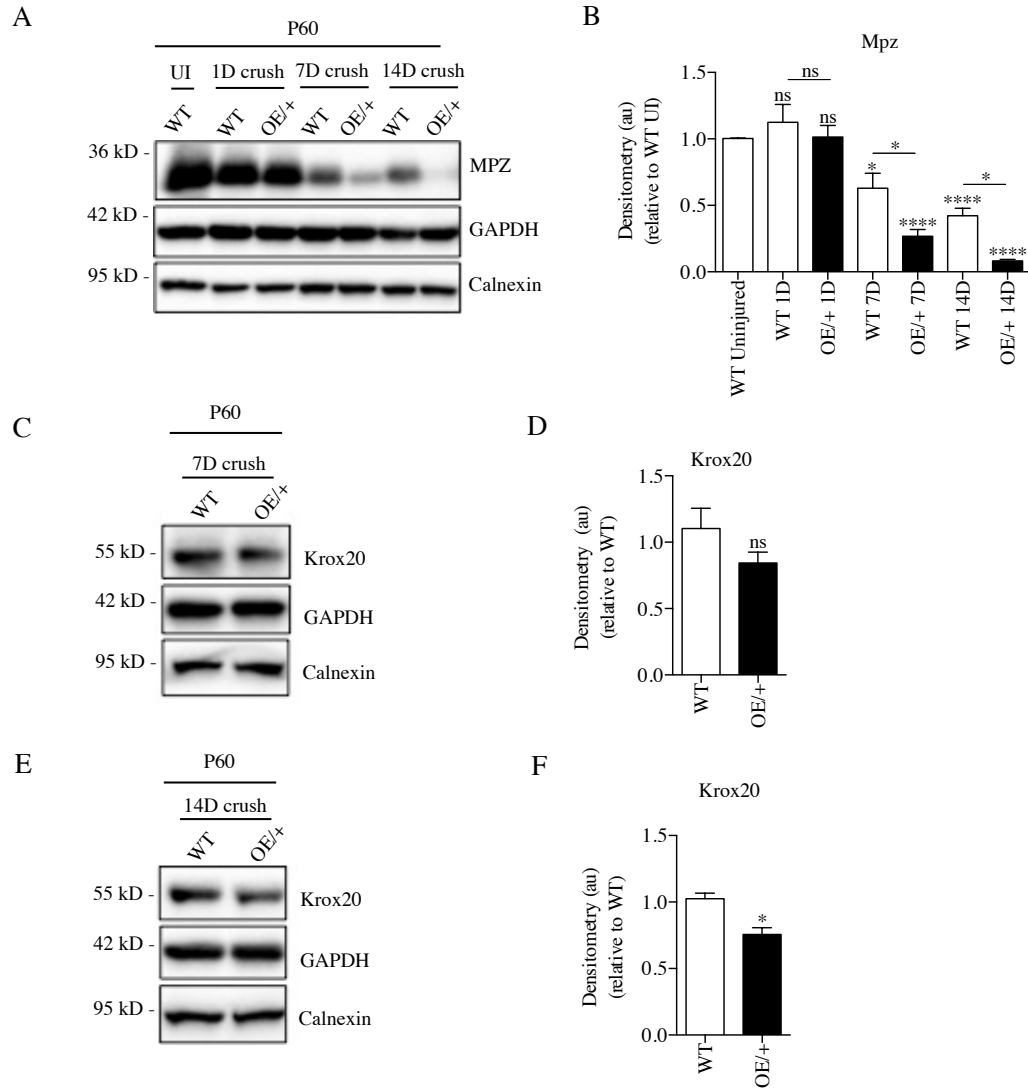 A
P60
UI 1D crush 7D crush 14D crush
WT WT OE/+ WT OE/+ WT OE/+
36 kD - MPZ
42 kD - GAPDH
95 kD - Calnexin
B
Mpz
Densitometry (au)
(relative to WT UI)
1.5
1.0
0.5
0.0
ns
ns
ns
*
*
****
****
*
****
WT Uninjured
WT 1D
OE/+ 1D
WT 7D
OE/+ 7D
WT 14D
OE/+ 14D
C
P60
7D crush
WT OE/+
55 kD - Krox20
42 kD - GAPDH
95 kD - Calnexin
D
Krox20
Densitometry (au)
(relative to WT)
1.5
1.0
0.5
0.0
ns
WT
OE/+
E
P60
14D crush
WT OE/+
55 kD - Krox20
42 kD - GAPDH
95 kD - Calnexin
F
Krox20
Densitometry (au)
(relative to WT)
1.5
1.0
0.5
0.0
*
WT
OE/+